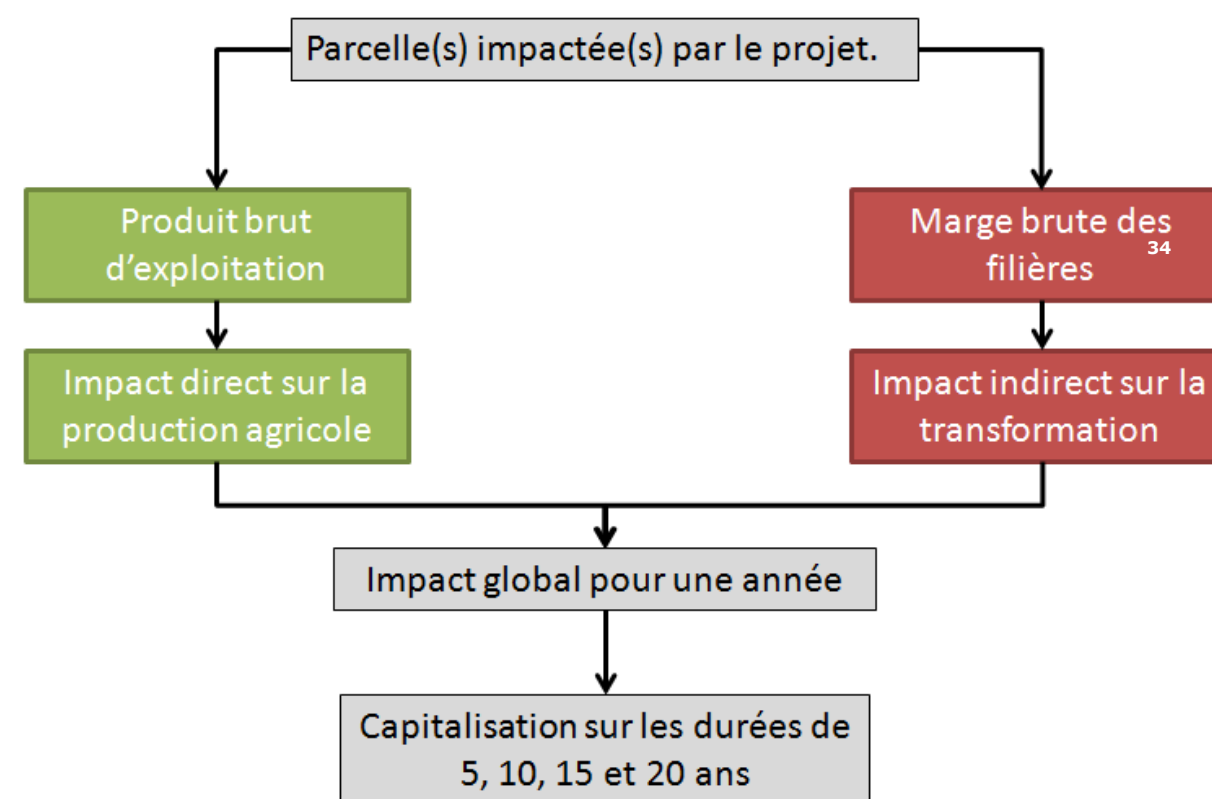 Parcelle(s) impactée(s) par le projet.
Produit brut
d'exploitation
Marge brute des
filières 34
Impact direct sur la
production agricole
Impact indirect sur la
transformation
Impact global pour une année
Capitalisation sur les durées de
5, 10, 15 et 20 ans